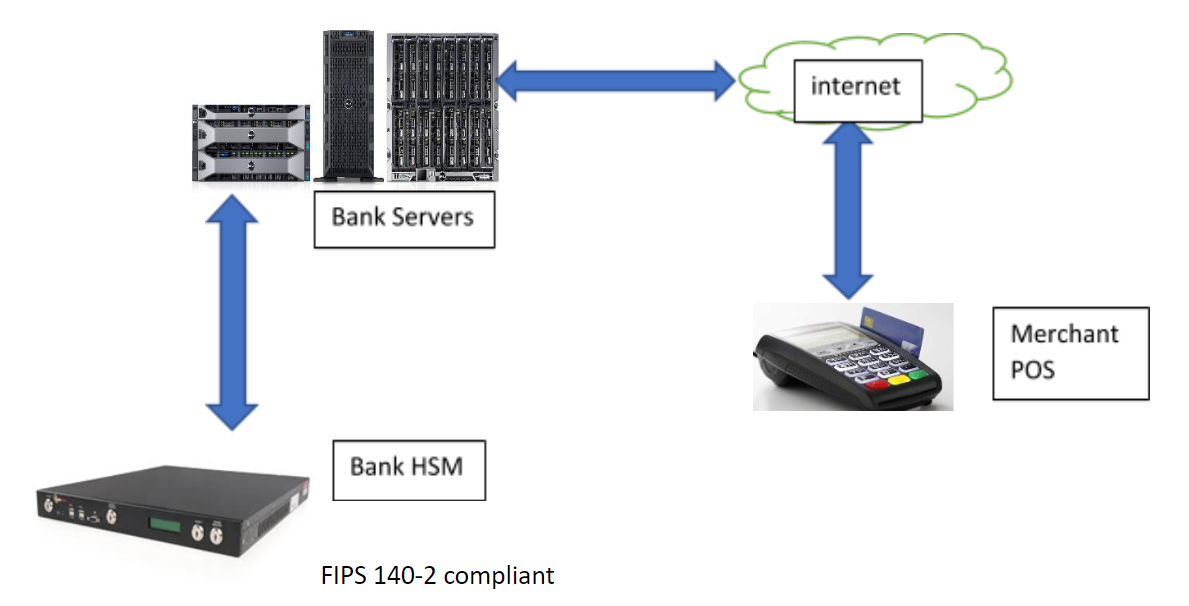 internet
Bank Servers
Merchant
POS
Bank HSM
FIPS 140-2 compliant